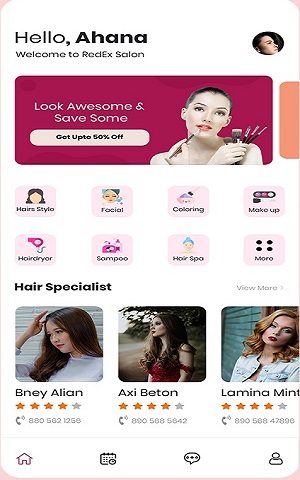 Hello, Ahana
Welcome to RedEx Salon
Look Awesome &
Save Some
Get Upto 50% Off
Hairs Style
Facial
Coloring
Make up
Hairdryor
Sampoo
Hair Spa
More
Hair Specialist
View More >
Bney Alian
Axi Beton
Lamina Mint
880 562 1256
890 568 5642
890 568 47896